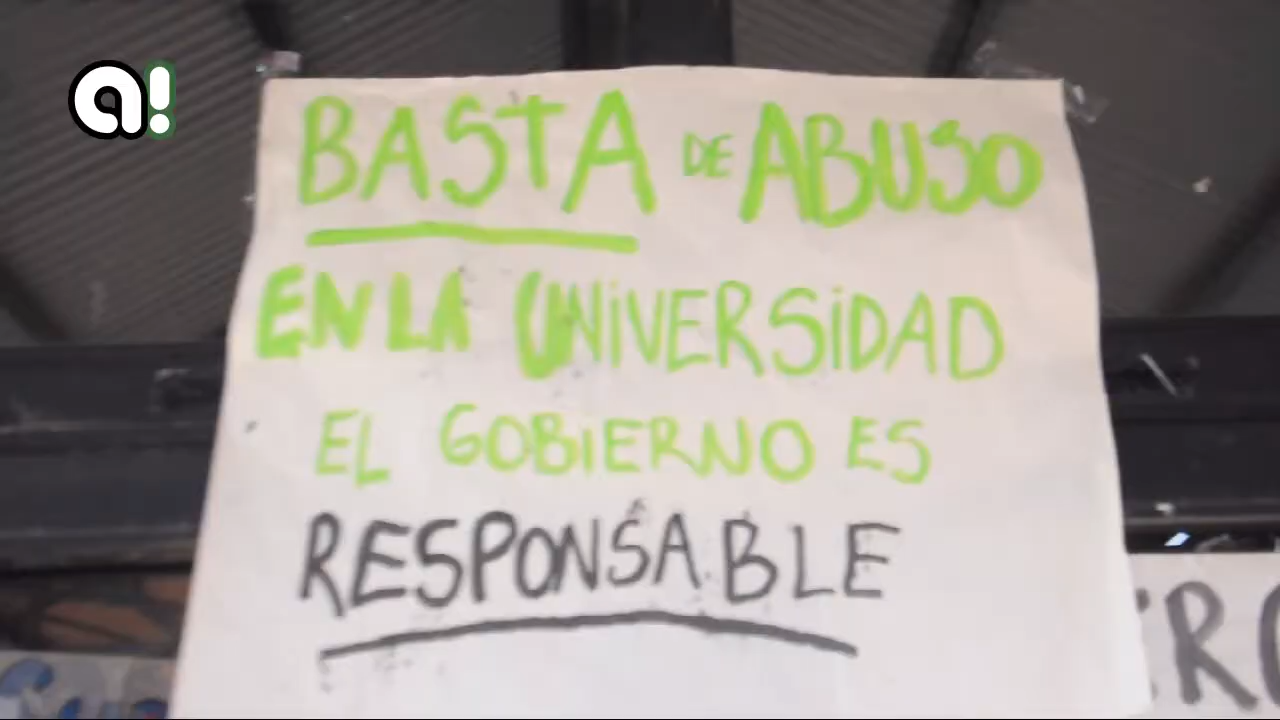 a!
BASTA DE ABUSO
EN LA UNIVERSIDAD
EL GOBIERNO ES
RESPONSABLE